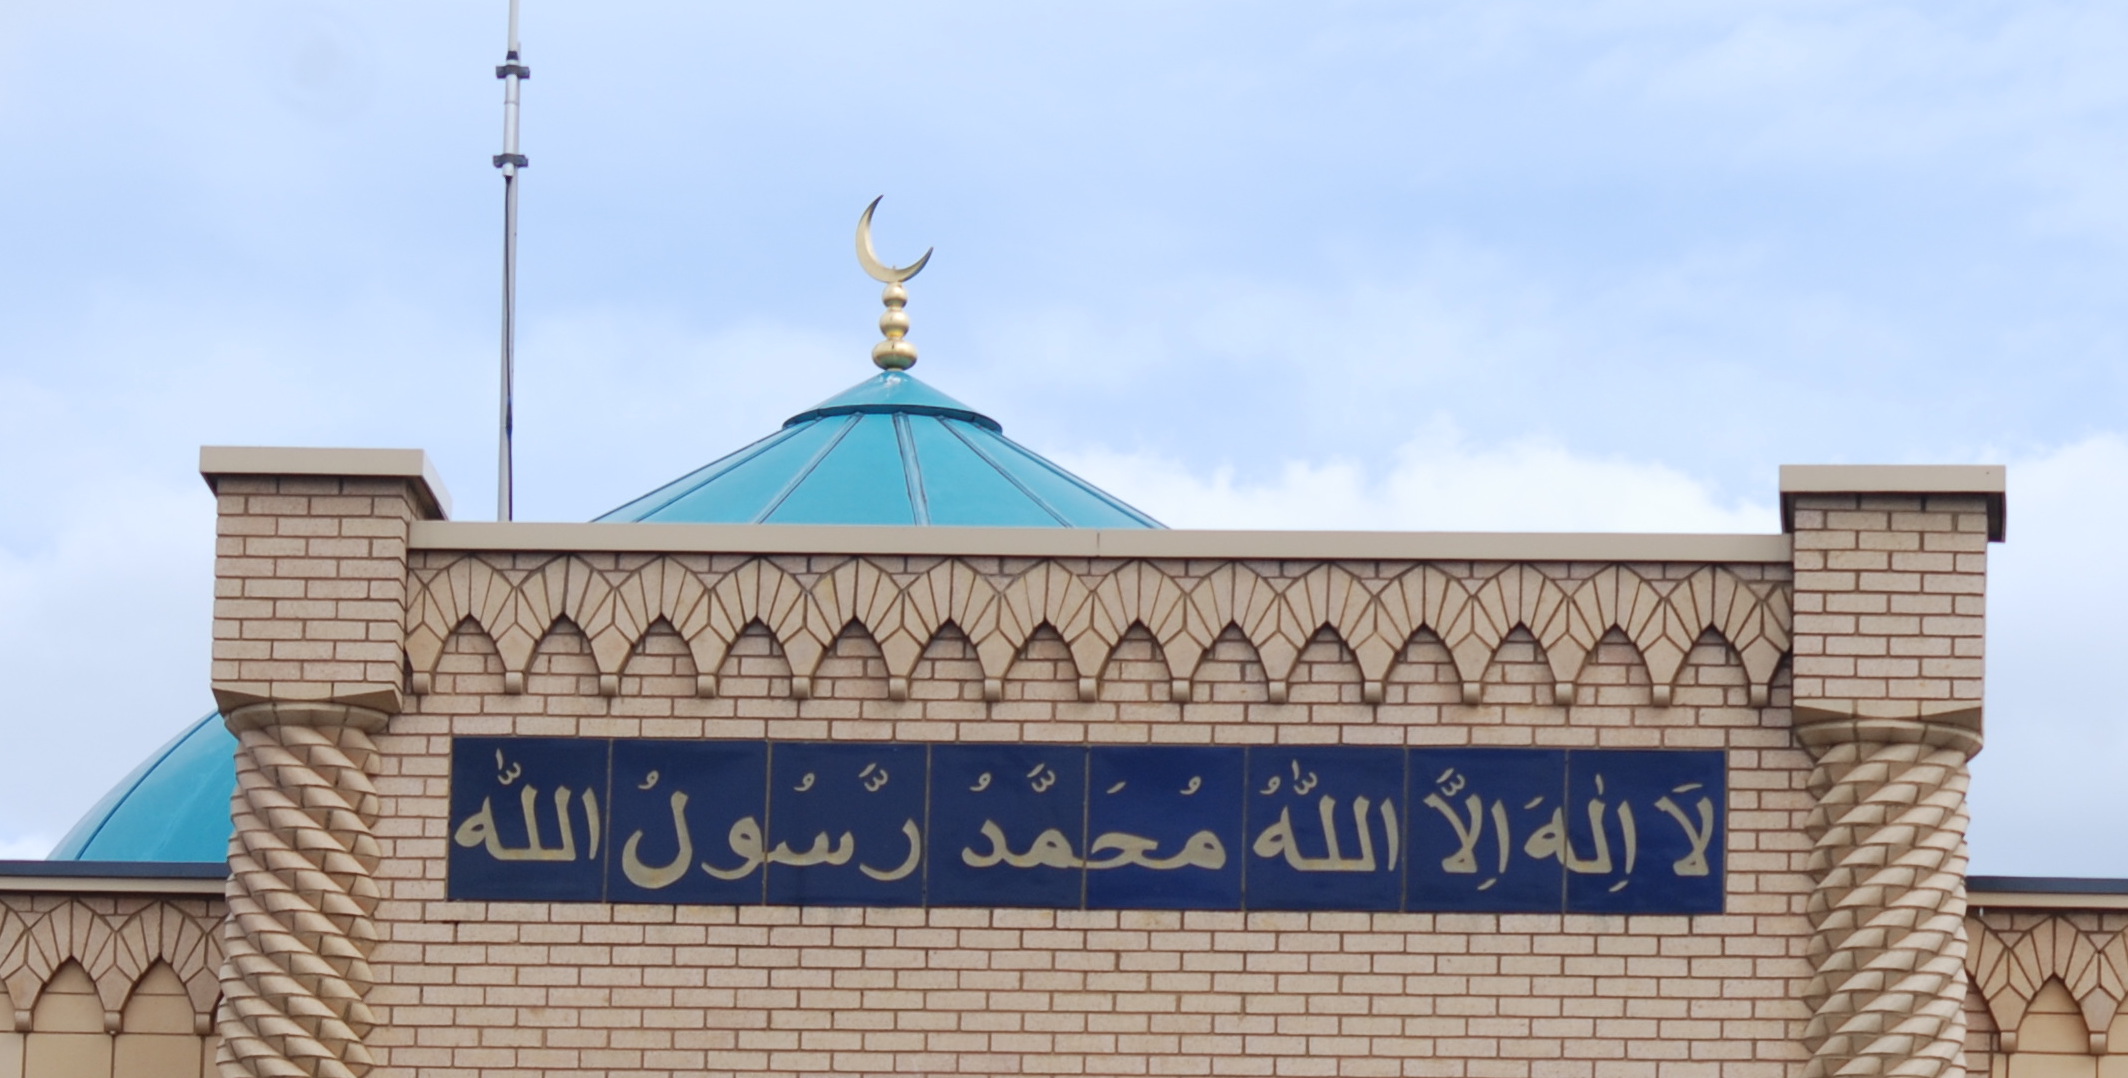 لَا اِلٰهَ اِلَّا اللّٰهُ مُحَمَّدُ رَّسُولُ اللّٰه